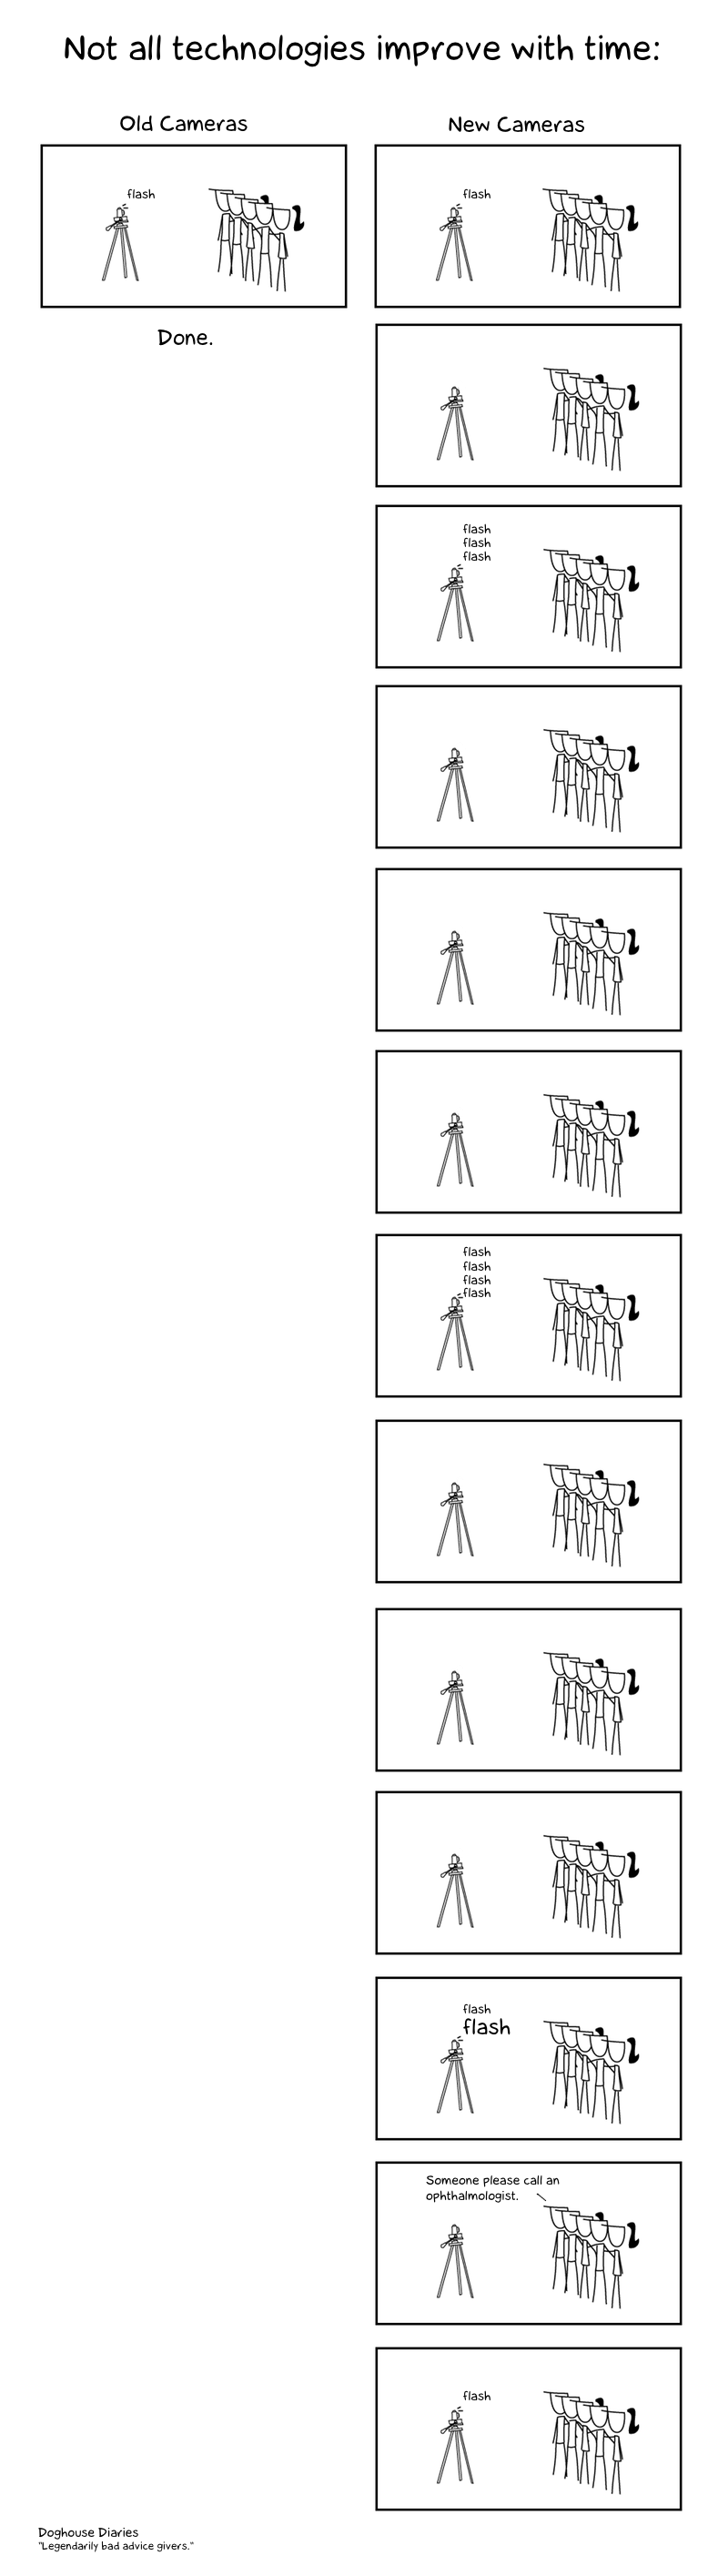 Not all technologies improve with time:
Old Cameras
New Cameras
flash
flash
Done.
flash
flash
flash
flash
flash
flash
flash
flash
flash
Someone please call an
ophthalmologist.
flash
Doghouse Diaries
"Legendarily bad advice givers."